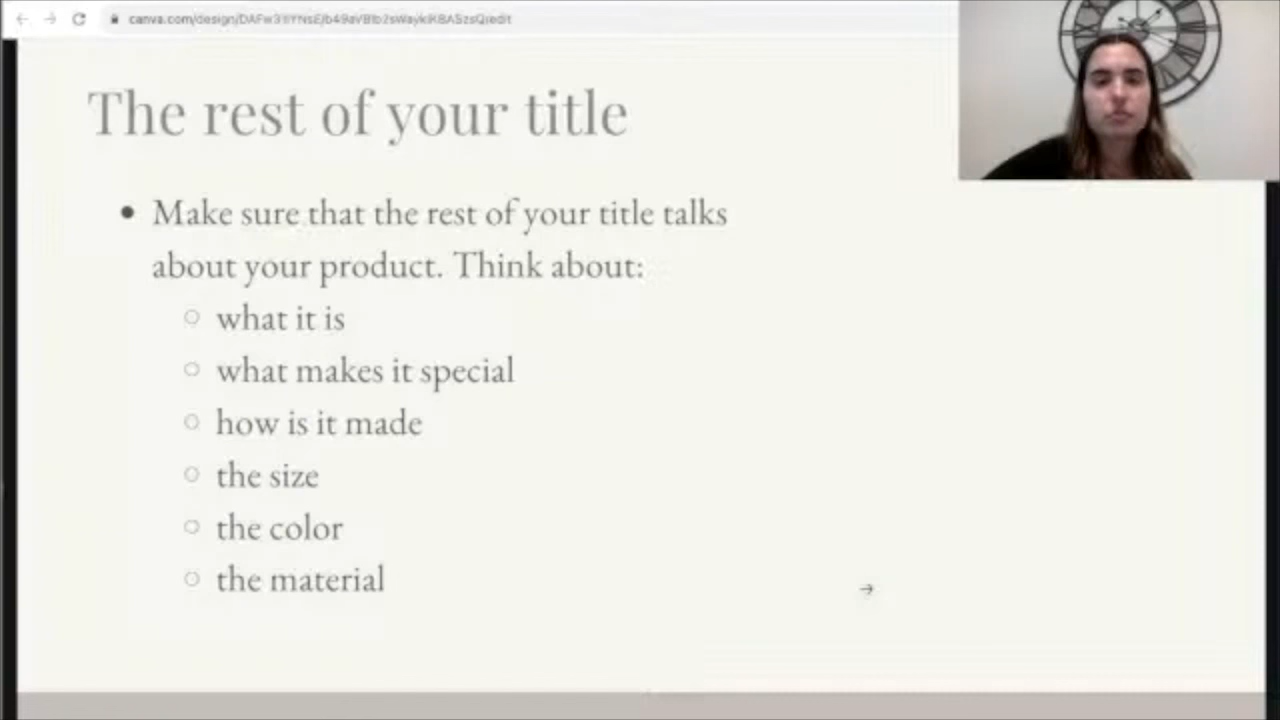 The rest of your title
Make sure that the rest of your title talks
about your product. Think about:
what it is
what makes it special
how is it made
the size
the color
the material